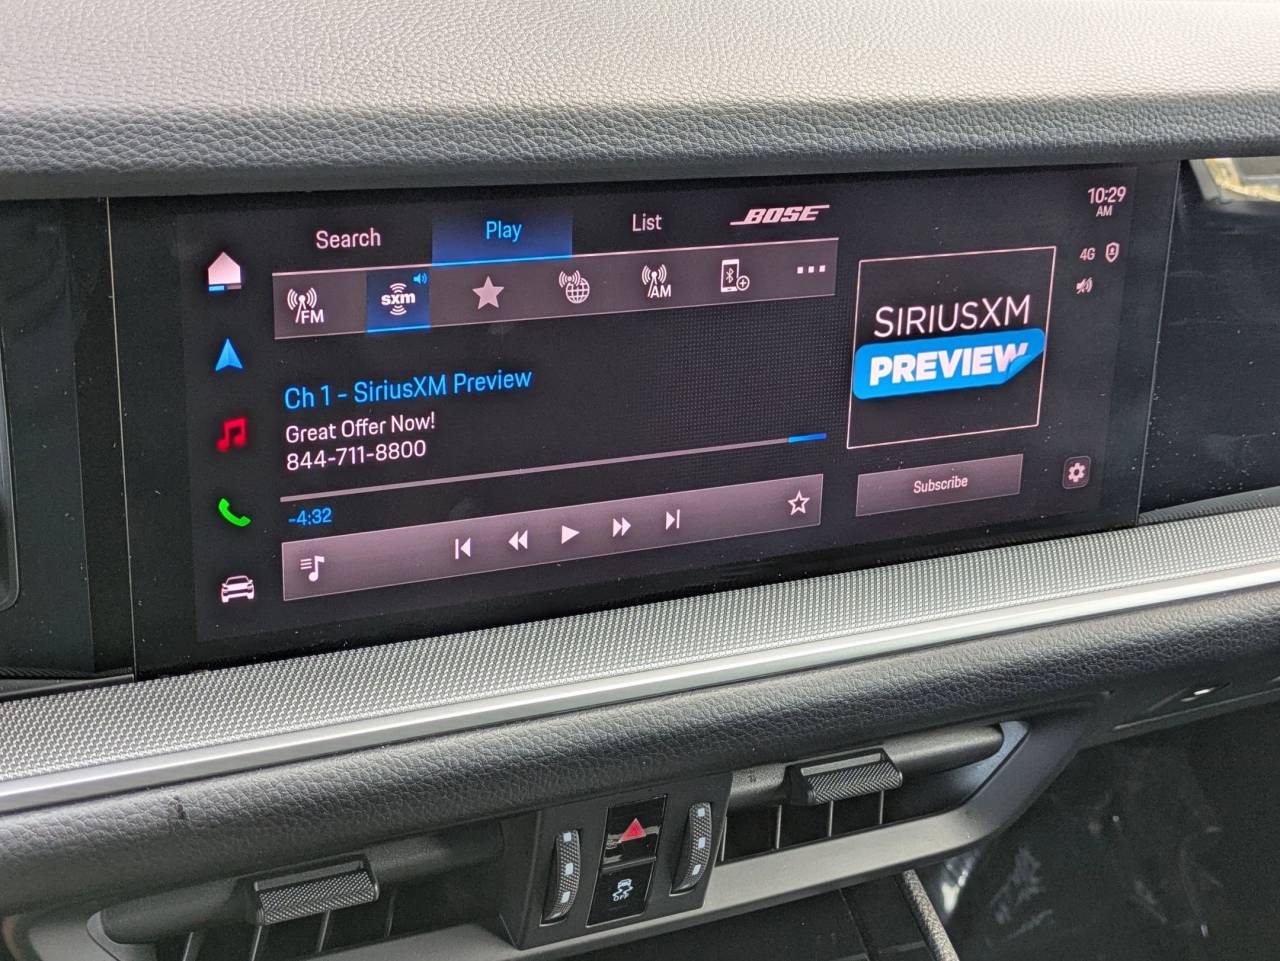 Search
Play
List
BOSE
10:29
AM
FM
sxm
AM
4G
SIRIUSXM
PREVIEW
Ch 1 - SiriusXM Preview
Great Offer Now!
844-711-8800
-4:32
Subscribe
OFF